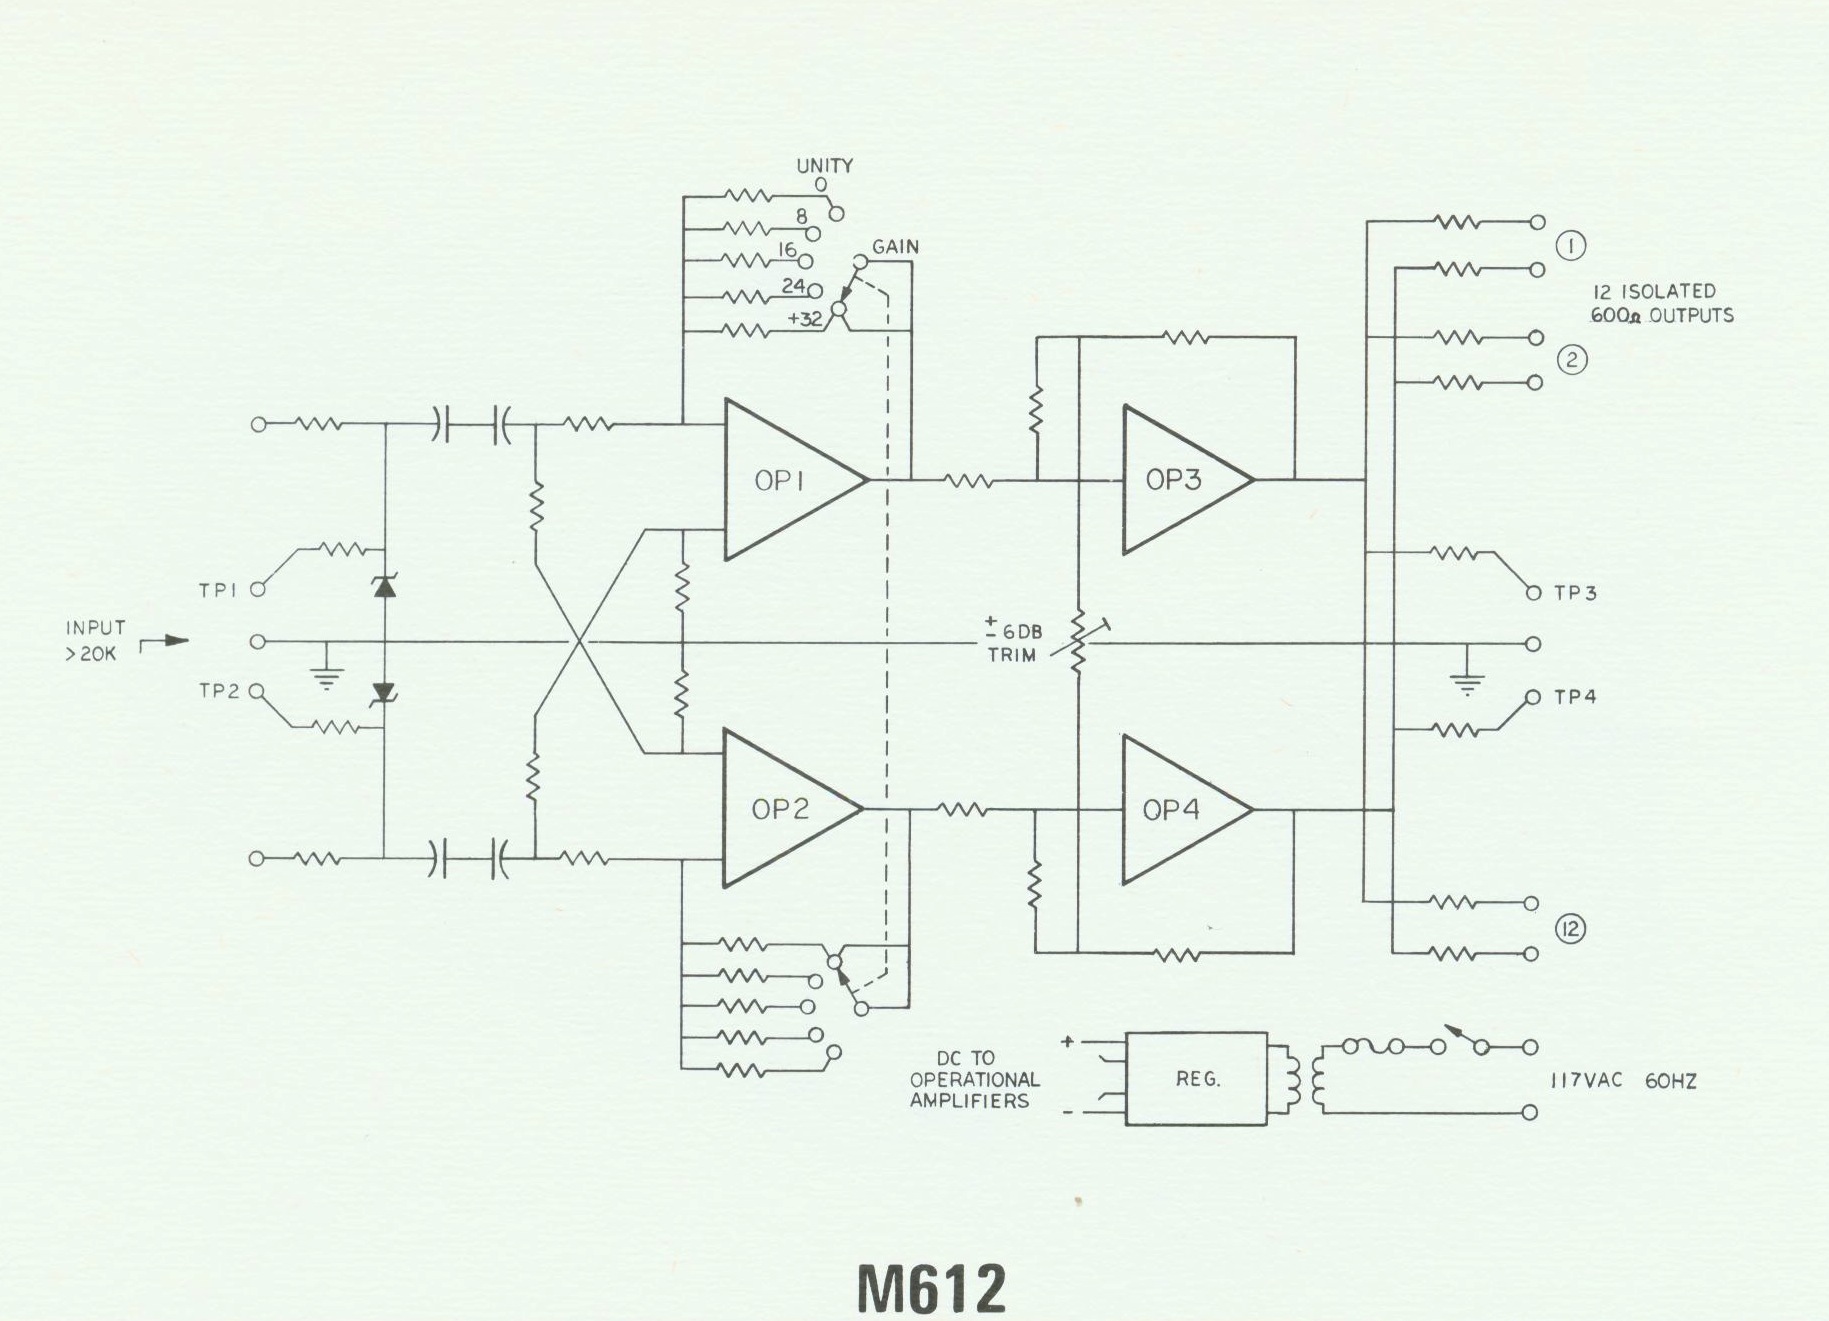 UNITY
0
8
16
24
+32
GAIN
1
12 ISOLATED
600Ω OUTPUTS
2
OP1
OP3
TP1
TP3
INPUT
>20K
+
- 6DB
TRIM
TP2
TP4
OP2
OP4
12
+
DC TO
OPERATIONAL
AMPLIFIERS
-
REG.
117VAC 60HZ
M612